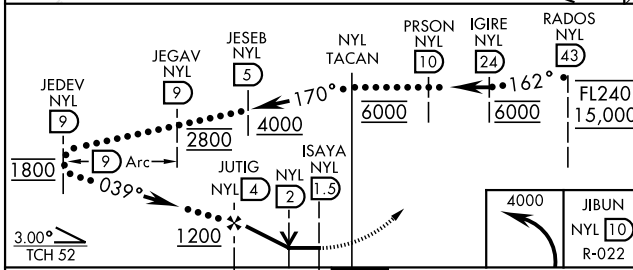 RADOS
NYL
43
IGIRE
NYL
24
PRSON
NYL
10
NYL
TACAN
JESEB
NYL
5
JEGAV
NYL
9
JEDEV
NYL
9
162°
FL240
15,000
6000
6000
170°
4000
2800
1800
9 Arc
039°
JUTIG
NYL 4
NYL
2
ISAYA
NYL
1.5
1200
3.00°
TCH 52
4000
JIBUN
NYL 10
R-022